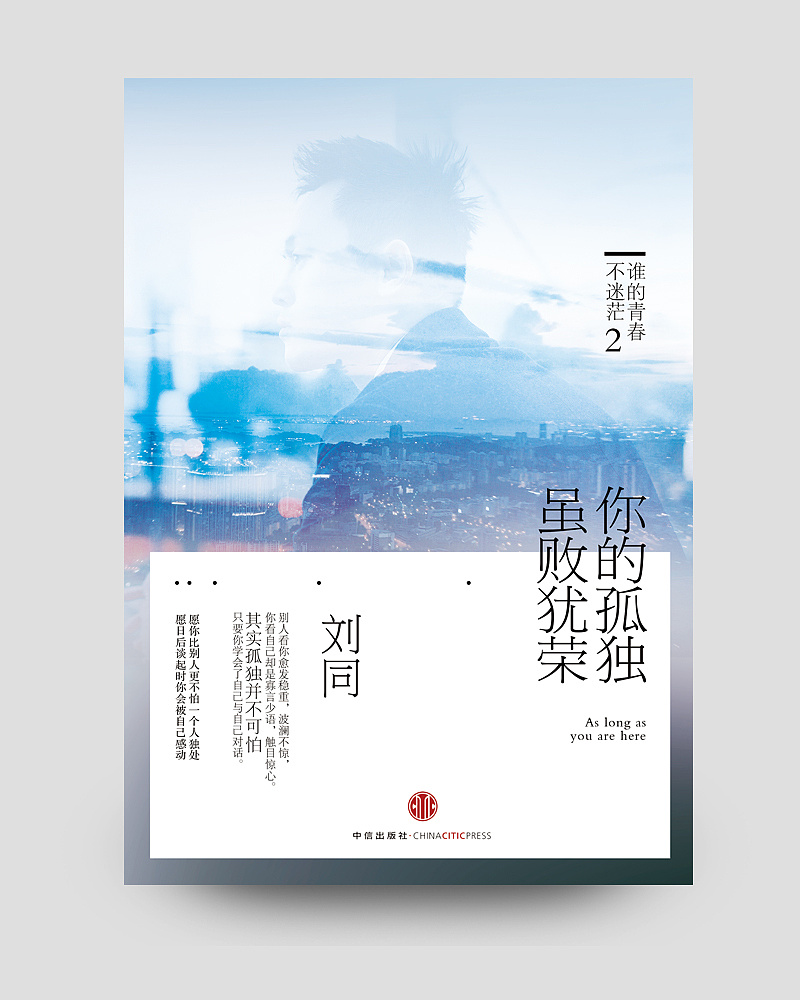 谁的青春
不迷茫2
你的孤独
虽败犹荣
As long as
you are here
刘同
别人看你愈发稳重，波澜不惊，
你看自己却是寡言少语，触目惊心。
其实孤独并不可怕
只要你学会了自己与自己对话。
愿你比别人更不怕一个人独处
愿日后谈起时你会被自己感动
中信出版社·CHINACITICPRESS